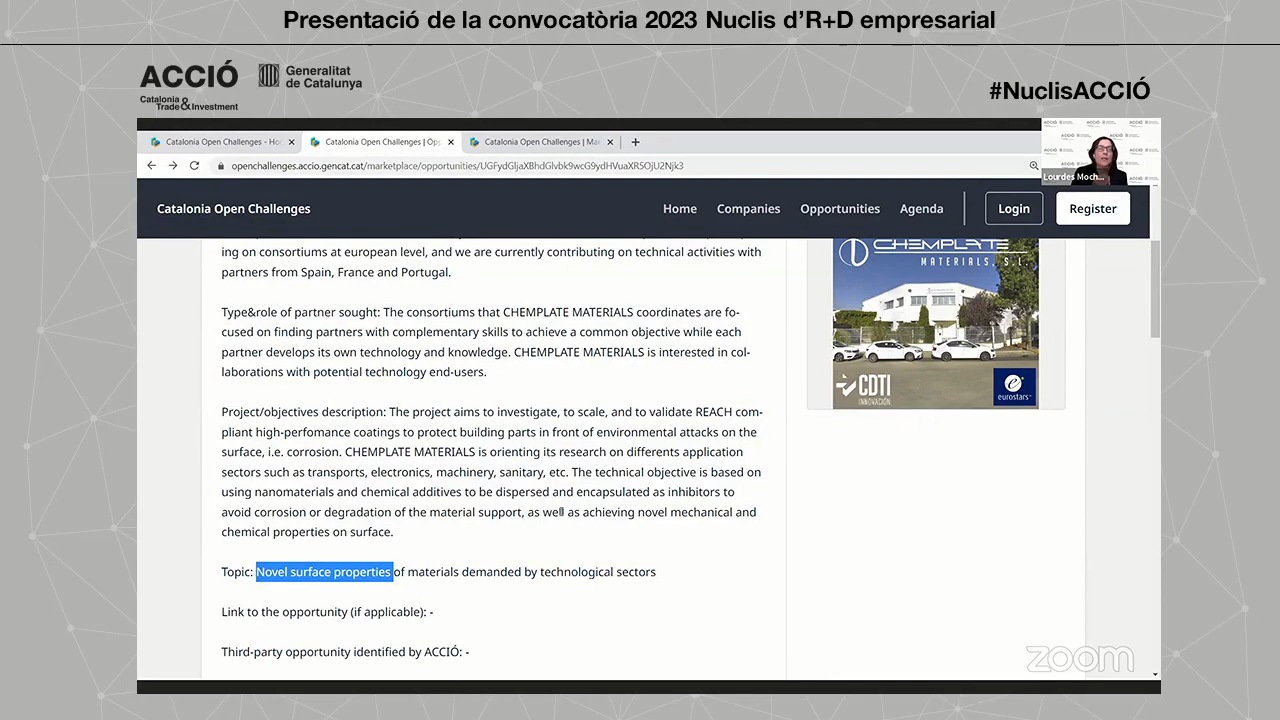 Presentació de la convocatòria 2023 Nuclis d'R+D empresarial
ACCIÓ
Catalonia
Trade & Investment
Generalitat
de Catalunya
#NuclisACCIÓ
Catalonia Open Challenges - Ho
Catalonia Open Challenges | Opp
Catalonia Open Challenges | Ma
Lourdes Moch...
openchallenges.accio.gencat.cat/marketplace/opportunities/
Catalonia Open Challenges
Home
Companies
Opportunities
Agenda
Login
Register
ing on consortiums at european level, and we are currently contributing on technical activities with
partners from Spain, France and Portugal.
Type&role of partner sought: The consortiums that CHEMPLATE MATERIALS coordinates are fo-
cused on finding partners with complementary skills to achieve a common objective while each
partner develops its own technology and knowledge. CHEMPLATE MATERIALS is interested in col-
laborations with potential technology end-users.
Project/objectives description: The project aims to investigate, to scale, and to validate REACH com-
pliant high-perfomance coatings to protect building parts in front of environmental attacks on the
surface, i.e. corrosion. CHEMPLATE MATERIALS is orienting its research on differents application
sectors such as transports, electronics, machinery, sanitary, etc. The technical objective is based on
using nanomaterials and chemical additives to be dispersed and encapsulated as inhibitors to
avoid corrosion or degradation of the material support, as well as achieving novel mechanical and
chemical properties on surface.
Topic: Novel surface properties of materials demanded by technological sectors
Link to the opportunity (if applicable): -
Third-party opportunity identified by ACCIÓ: -
CHEMPLATE
MATERIALS, S.L.
CDTI
INNOVACIÓN
eurostars™
zoom